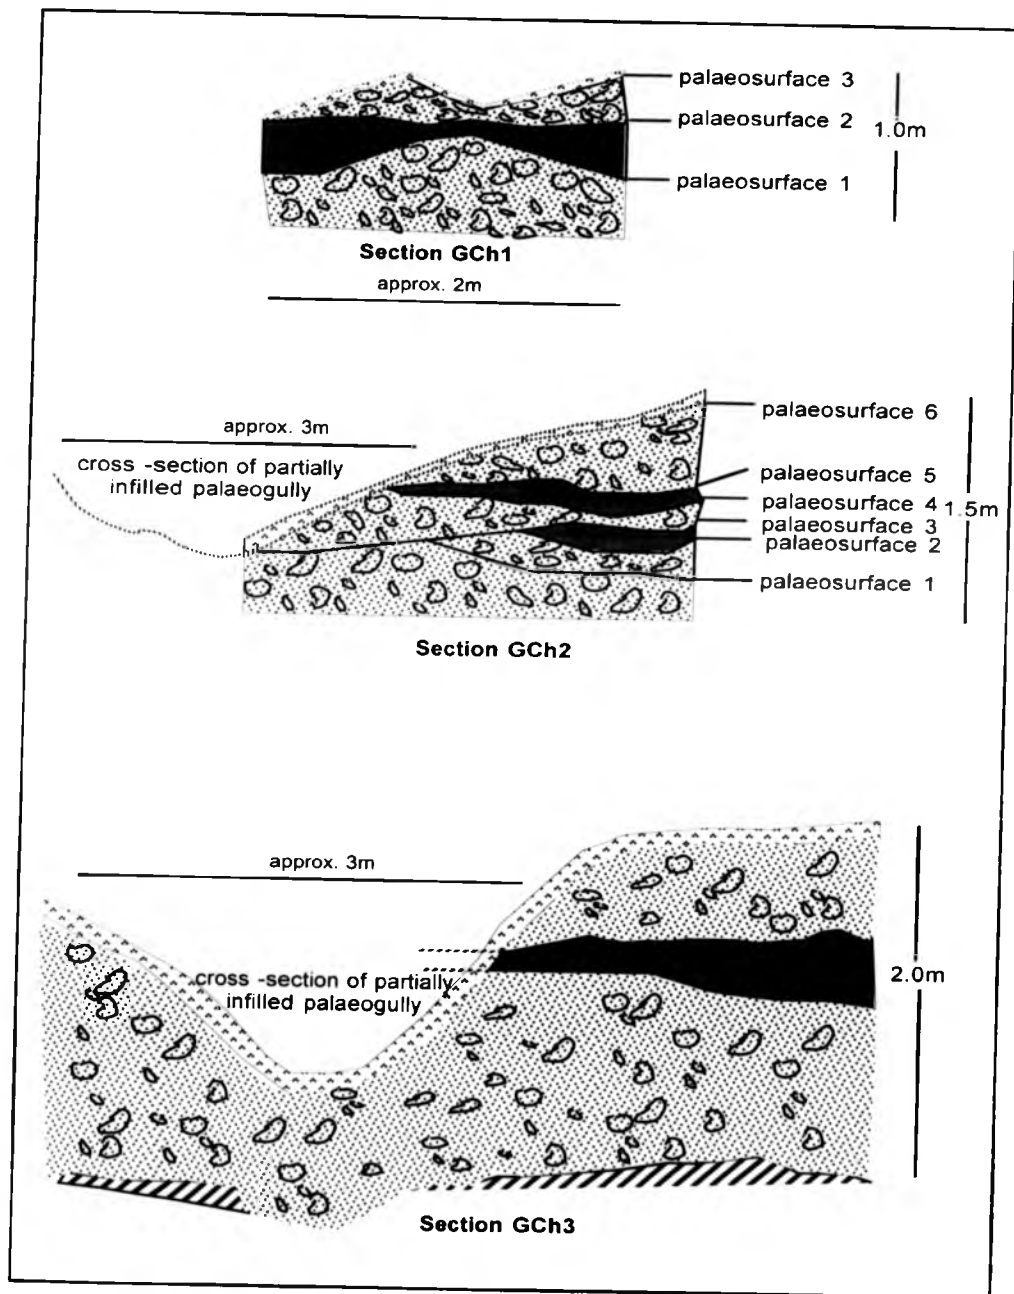 palaeosurface 3
palaeosurface 2
1.0m
palaeosurface 1
Section GCh1
approx. 2m
palaeosurface 6
approx. 3m
cross -section of partially
infilled palaeogully
palaeosurface 5
palaeosurface 4
1.5m
palaeosurface 3
palaeosurface 2
palaeosurface 1
Section GCh2
approx. 3m
cross -section of partially
infilled palaeogully
2.0m
Section GCh3